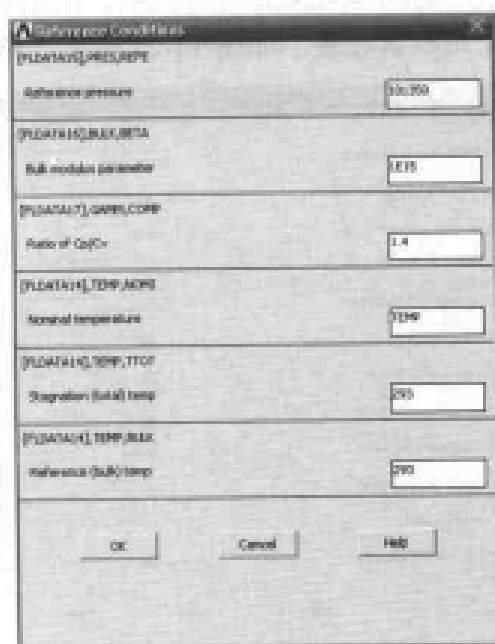 Reference Conditions
[FLDATA15],PRES,REFE
Reference pressure
101350
[FLDATA16],BULK,BETA
Bulk modulus parameter
1E15
[FLDATA17],GAMM,COMP
Ratio of Cp/Cv
1.4
[FLDATA14],TEMP,NOMI
Nominal temperature
TEMP
[FLDATA14],TEMP,TTOT
Stagnation (total) temp
293
[FLDATA14],TEMP,BULK
Reference (bulk) temp
293
OK
Cancel
Help